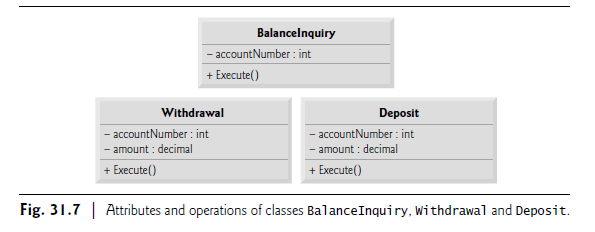 BalanceInquiry
– accountNumber : int
+ Execute()
Withdrawal
– accountNumber : int
– amount : decimal
+ Execute()
Deposit
– accountNumber : int
– amount : decimal
+ Execute()
Fig. 31.7 | Attributes and operations of classes BalanceInquiry, Withdrawal and Deposit.